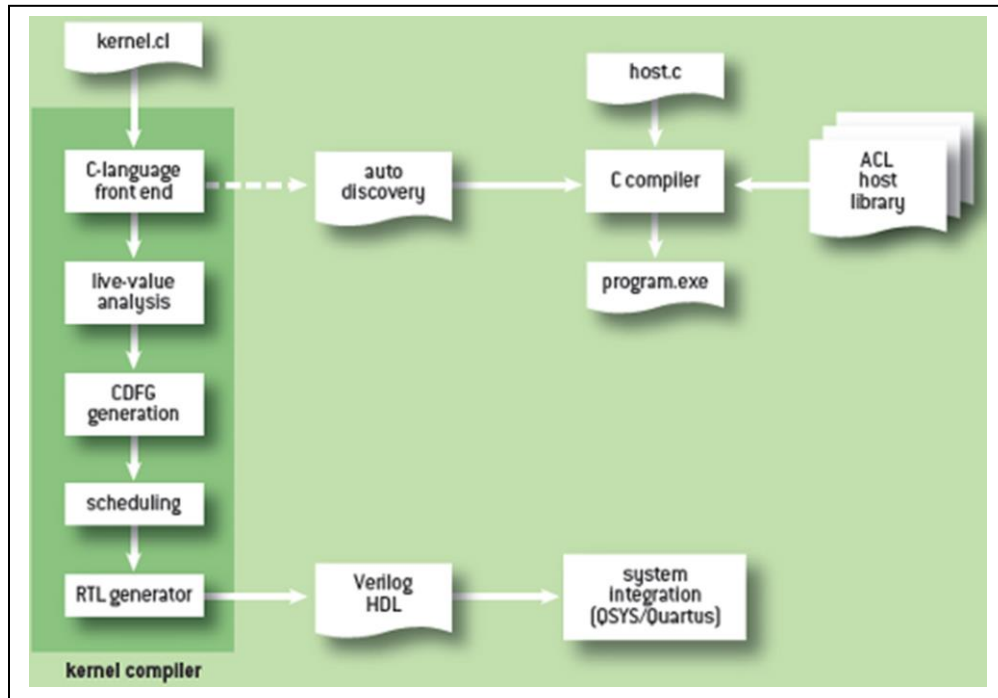 kernel.cl
host.c
C-language
front end
auto
discovery
C compiler
ACL
host
library
live-value
analysis
program.exe
CDFG
generation
scheduling
RTL generator
Verilog
HDL
system
integration
(QSYS/Quartus)
kernel compiler